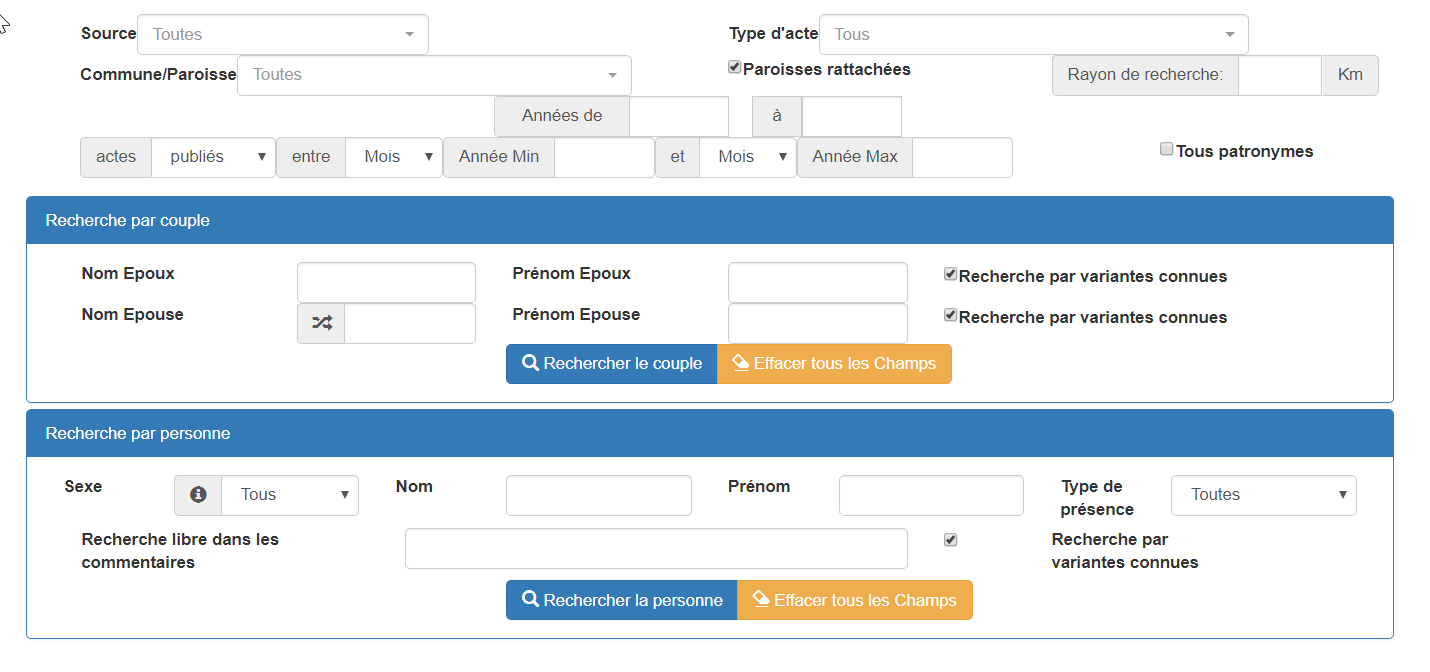 Source Toutes Type d'acte Tous
Commune/Paroisse Toutes Paroisses rattachées Rayon de recherche: Km
Années de à
actes publiés entre Mois Année Min et Mois Année Max Tous patronymes
Recherche par couple
Nom Epoux Prénom Epoux Recherche par variantes connues
Nom Epouse Prénom Epouse Recherche par variantes connues
Rechercher le couple Effacer tous les Champs
Recherche par personne
Sexe Tous Nom Prénom Type de présence Toutes
Recherche libre dans les commentaires Recherche par variantes connues
Rechercher la personne Effacer tous les Champs